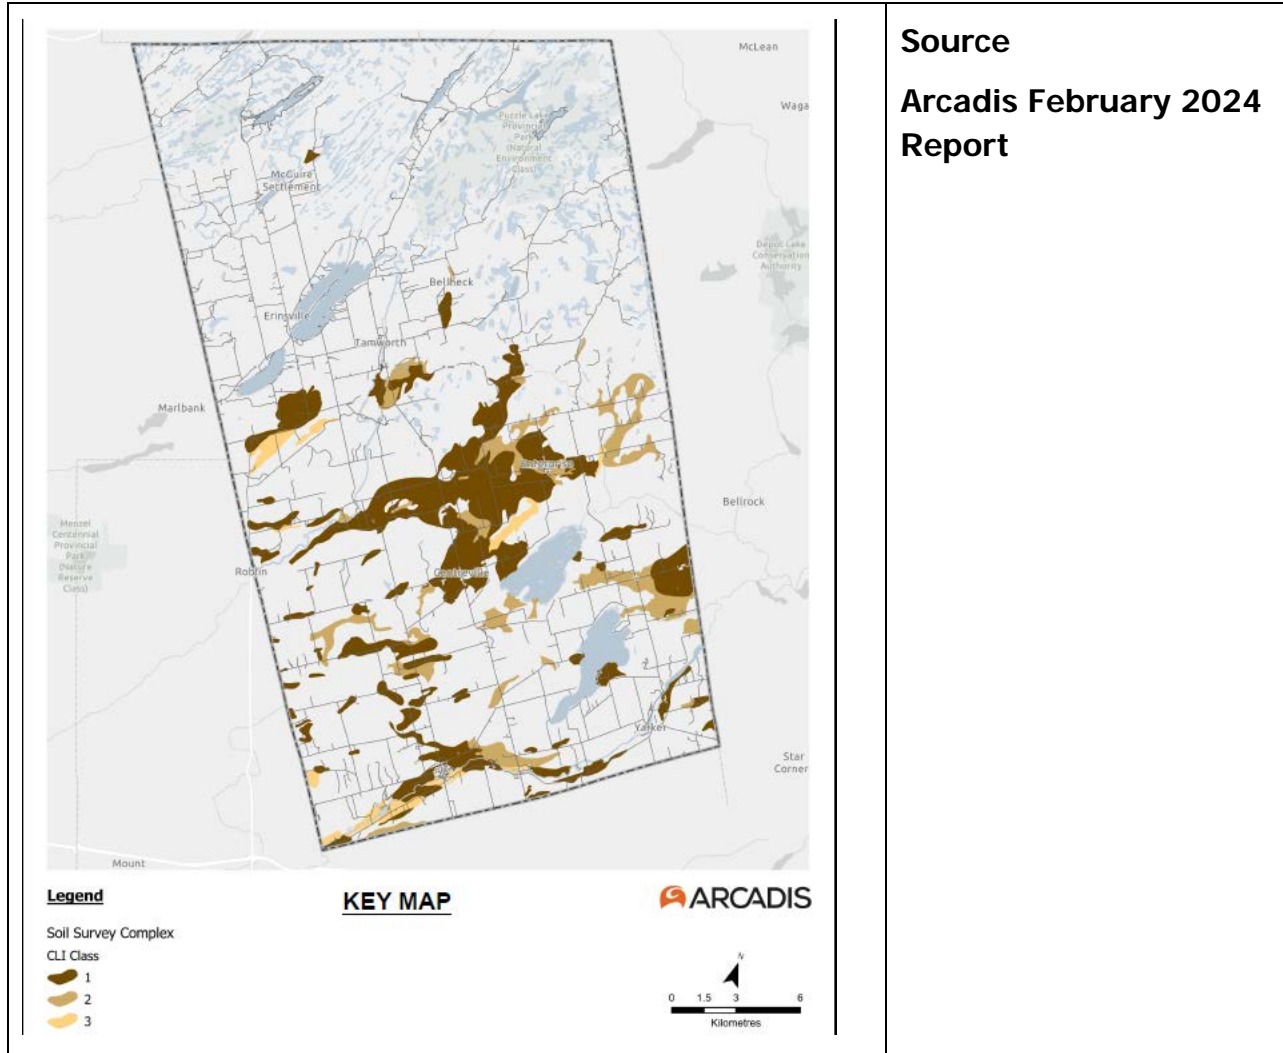 McLean
Waga
Puzzle Lake
Provincial
Park
(Natural
Environment
Class)
McGuire
Settlement
Depot Lake
Conservation
Authority
Bellneck
Erinsville
Tamworth
Marlbank
Enterprise
Bellrock
Menzel
Centennial
Provincial
Park
(Nature
Reserve
Class)
Roblin
Centreville
Yarker
Star
Corner
Mount
Legend
KEY MAP
ARCADIS
Soil Survey Complex
CLI Class
1
2
3
N
0 1.5 3 6
Kilometres
Source
Arcadis February 2024
Report